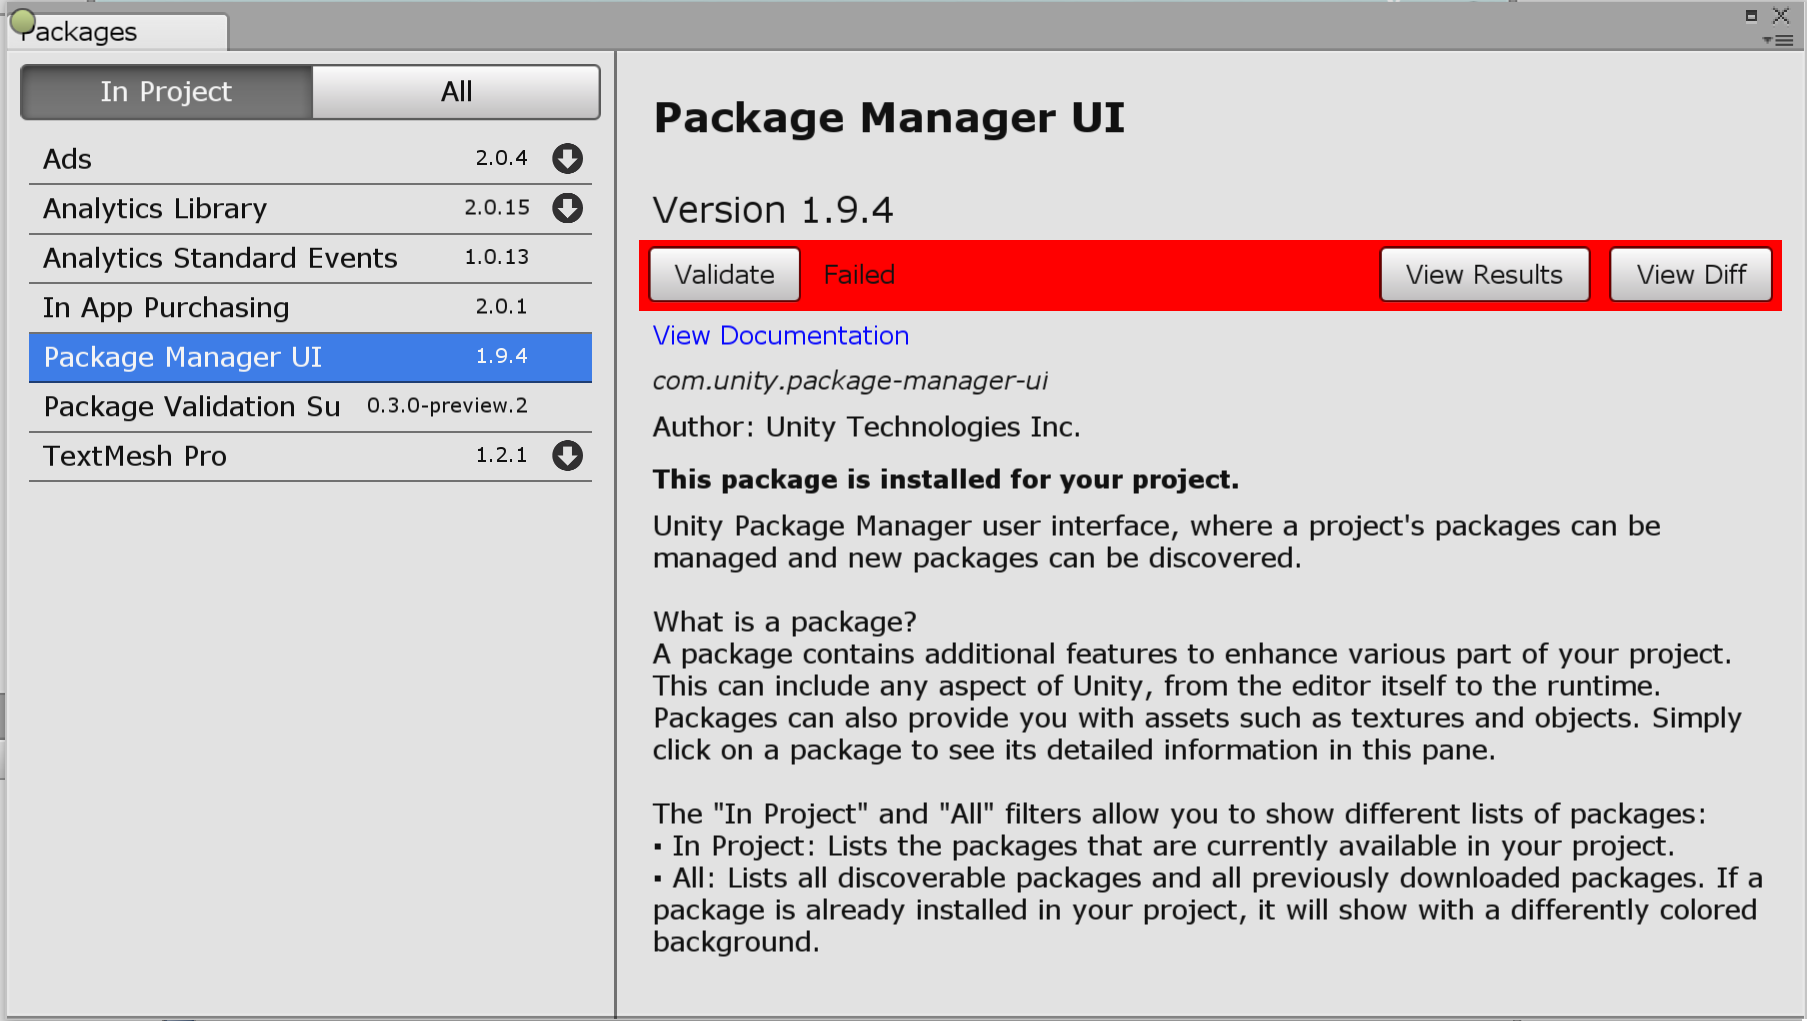 Packages
In Project All
Ads 2.0.4
Analytics Library 2.0.15
Analytics Standard Events 1.0.13
In App Purchasing 2.0.1
Package Manager UI 1.9.4
Package Validation Su 0.3.0-preview.2
TextMesh Pro 1.2.1
Package Manager UI
Version 1.9.4
Validate Failed View Results View Diff
View Documentation
com.unity.package-manager-ui
Author: Unity Technologies Inc.
This package is installed for your project.
Unity Package Manager user interface, where a project's packages can be
managed and new packages can be discovered.
What is a package?
A package contains additional features to enhance various part of your project.
This can include any aspect of Unity, from the editor itself to the runtime.
Packages can also provide you with assets such as textures and objects. Simply
click on a package to see its detailed information in this pane.
The "In Project" and "All" filters allow you to show different lists of packages:
▪ In Project: Lists the packages that are currently available in your project.
▪ All: Lists all discoverable packages and all previously downloaded packages. If a
package is already installed in your project, it will show with a differently colored
background.